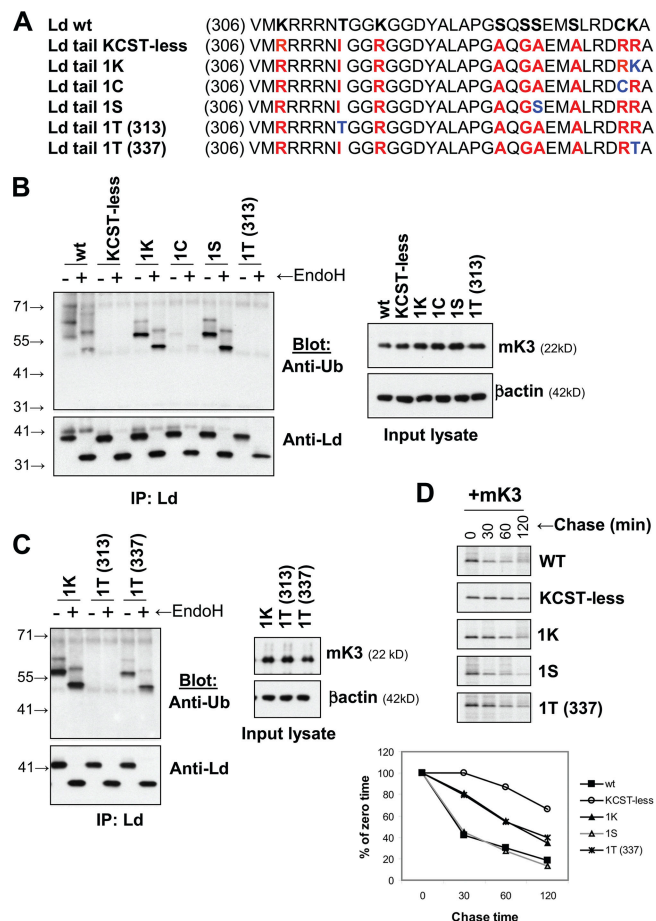 A
Ld wt (306) VMKRRRNTGGKGGDYALAPGSQSSEMSLRDCKA
Ld tail KCST-less (306) VMRRRRNIGGRGGDYALAPGAQGAEMALRDRRA
Ld tail 1K (306) VMRRRRNIGGRGGDYALAPGAQGAEMALRDRKA
Ld tail 1C (306) VMRRRRNIGGRGGDYALAPGAQGAEMALRDCRA
Ld tail 1S (306) VMRRRRNIGGRGGDYALAPGAQGSEMALRDRRA
Ld tail 1T (313) (306) VMRRRRNTGGRGGDYALAPGAQGAEMALRDRRA
Ld tail 1T (337) (306) VMRRRRNI GGRGGDYALAPGAQGAEMALRDRTA
B
wt KCST-less 1K 1C 1S 1T (313)
- + - + - + - + - + - + ←EndoH
71→
55→
41→
31→
Blot:
Anti-Ub
41→
31→
Anti-Ld
IP: Ld
wt KCST-less 1K 1C 1S 1T (313)
mK3 (22kD)
βactin (42kD)
Input lysate
C
1K 1T (313) 1T (337)
- + - + - + ←EndoH
71→
55→
41→
Blot:
Anti-Ub
41→
Anti-Ld
IP: Ld
1K 1T (313) 1T (337)
mK3 (22 kD)
βactin (42kD)
Input lysate
D
+mK3
0 30 60 120 ←Chase (min)
WT
KCST-less
1K
1S
1T (337)
% of zero time
120
100
80
60
40
20
0
0 30 60 120
Chase time
wt
KCST-less
1K
1S
1T (337)